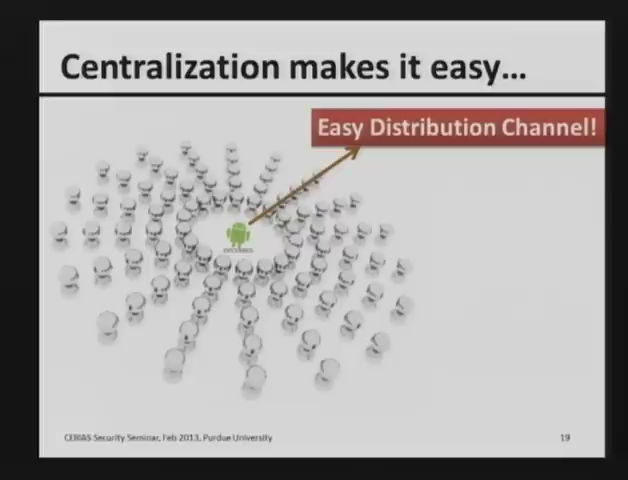 Centralization makes it easy...
Easy Distribution Channel!
CERIAS Security Seminar, Feb 2013, Purdue University
19